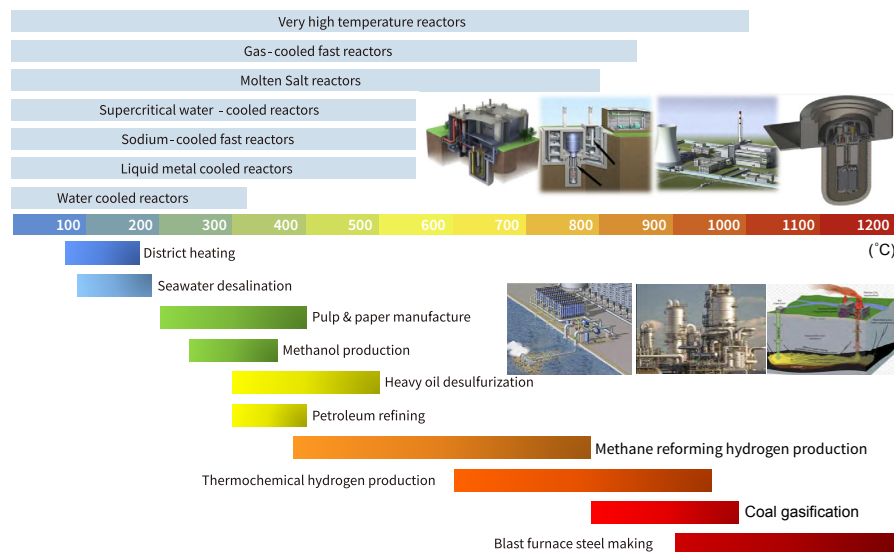 Very high temperature reactors
Gas-cooled fast reactors
Molten Salt reactors
Supercritical water -cooled reactors
Sodium-cooled fast reactors
Liquid metal cooled reactors
Water cooled reactors
100 200 300 400 500 600 700 800 900 1000 1100 1200
(°C)
District heating
Seawater desalination
Pulp & paper manufacture
Methanol production
Heavy oil desulfurization
Petroleum refining
Methane reforming hydrogen production
Thermochemical hydrogen production
Coal gasification
Blast furnace steel making